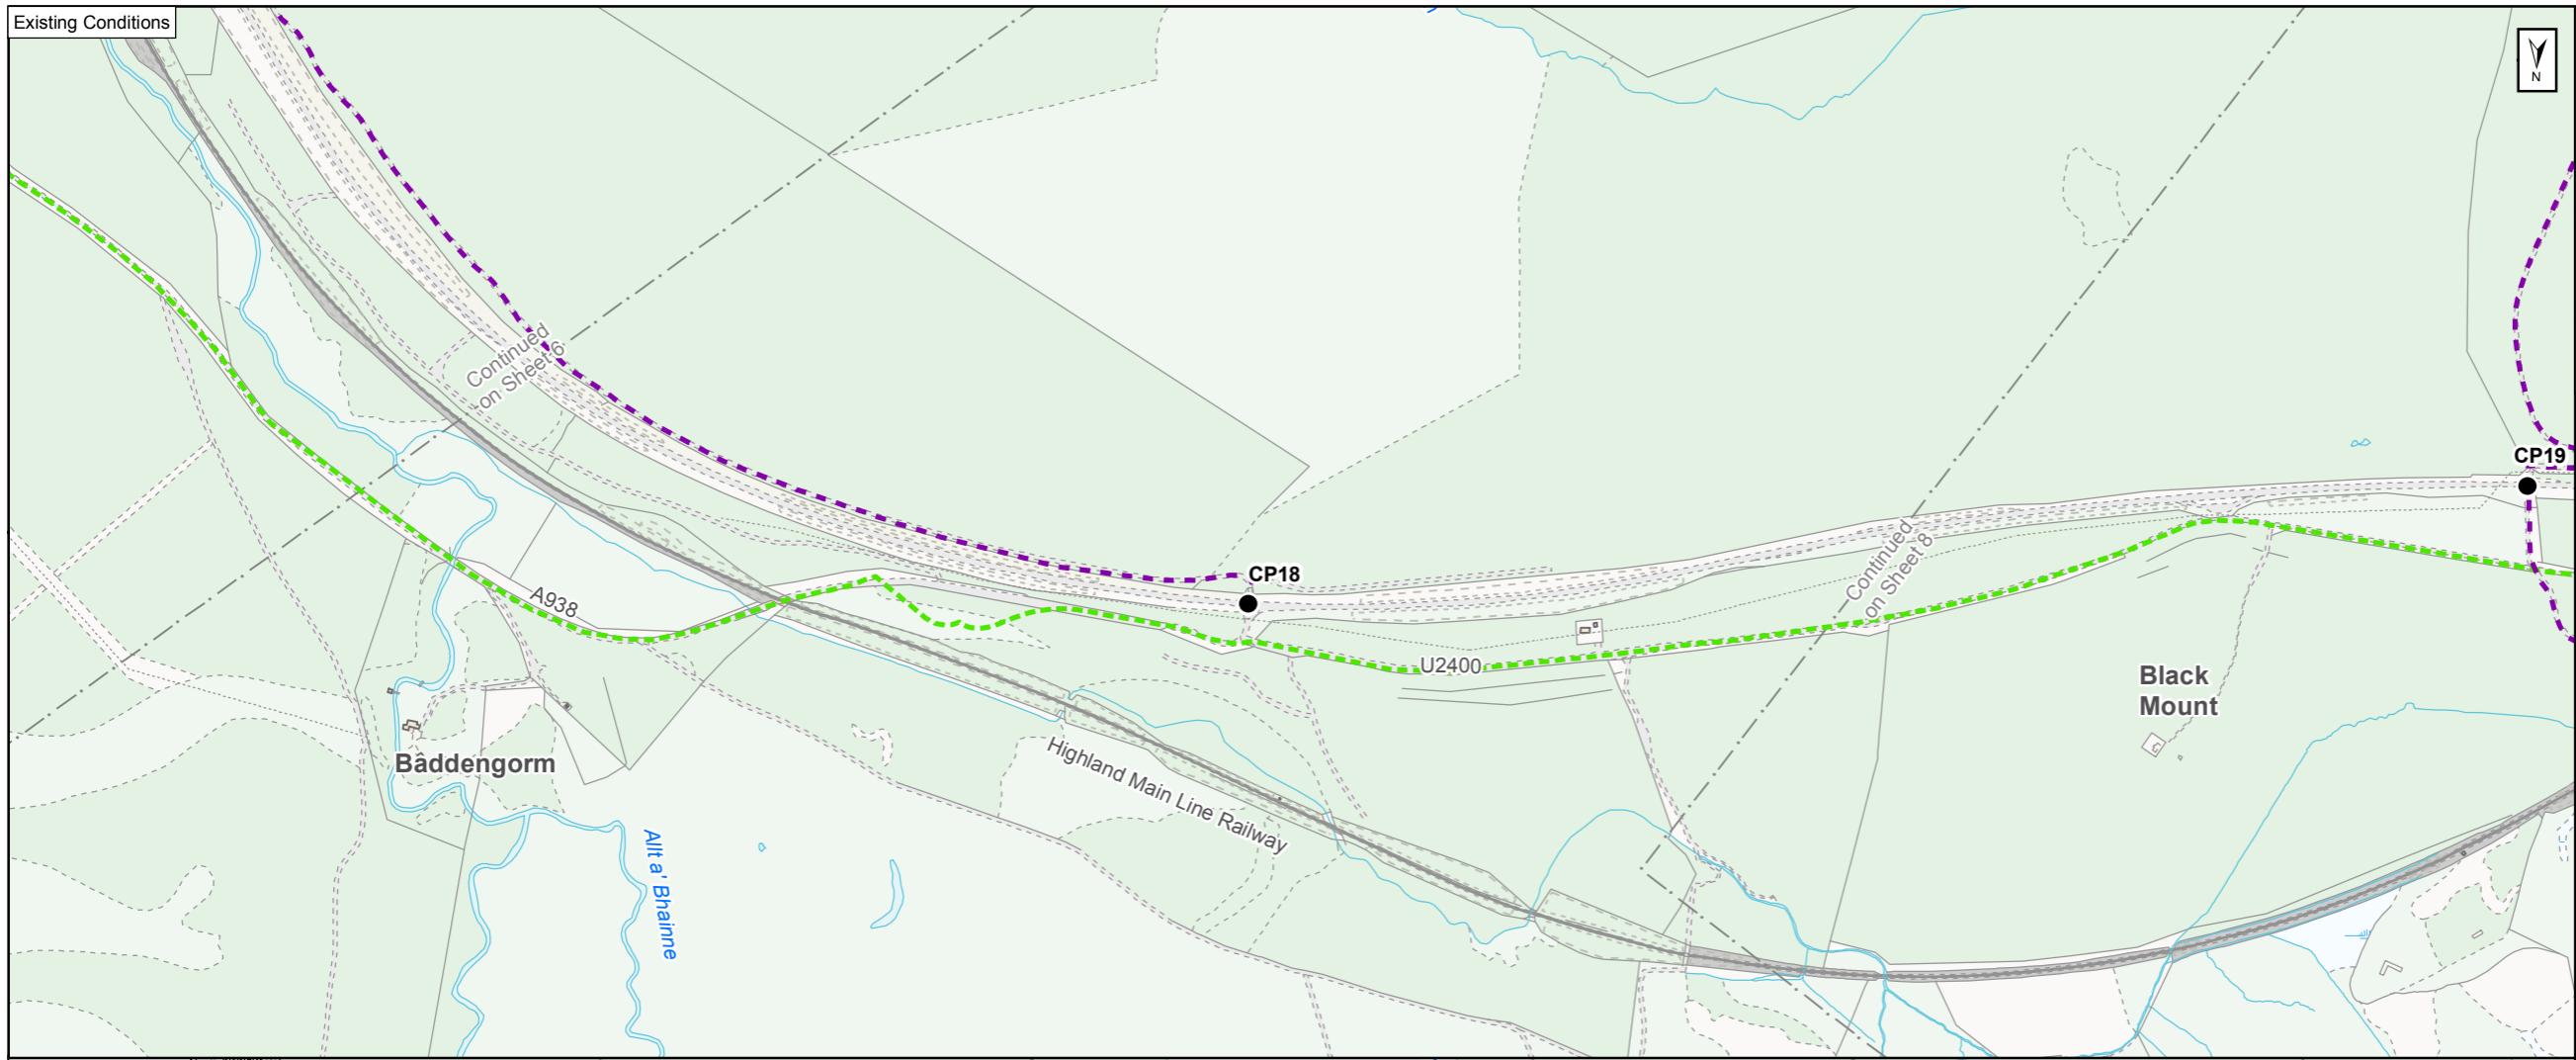 Existing Conditions
N
Continued
on Sheet 6
CP19
Continued
on Sheet 8
CP18
A938
U2400
Black
Mount
Baddengorm
Highland Main Line Railway
Allt a' Bhainne